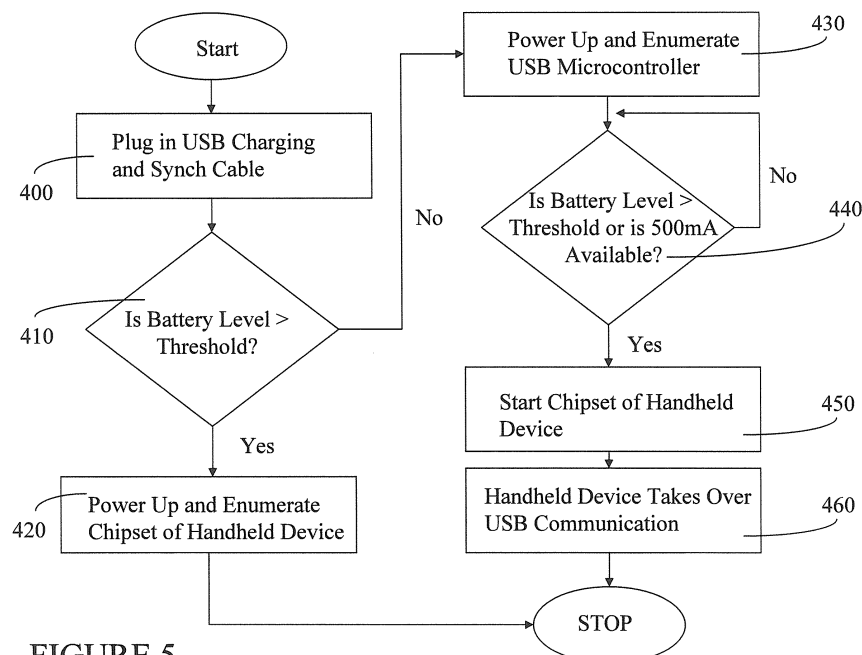 Start
Plug in USB Charging
and Synch Cable
400
Is Battery Level >
Threshold?
410
No
Yes
Power Up and Enumerate
Chipset of Handheld Device
420
Power Up and Enumerate
USB Microcontroller
430
Is Battery Level >
Threshold or is 500mA
Available?
440
No
Yes
Start Chipset of Handheld
Device
450
Handheld Device Takes Over
USB Communication
460
STOP
FIGURE 5